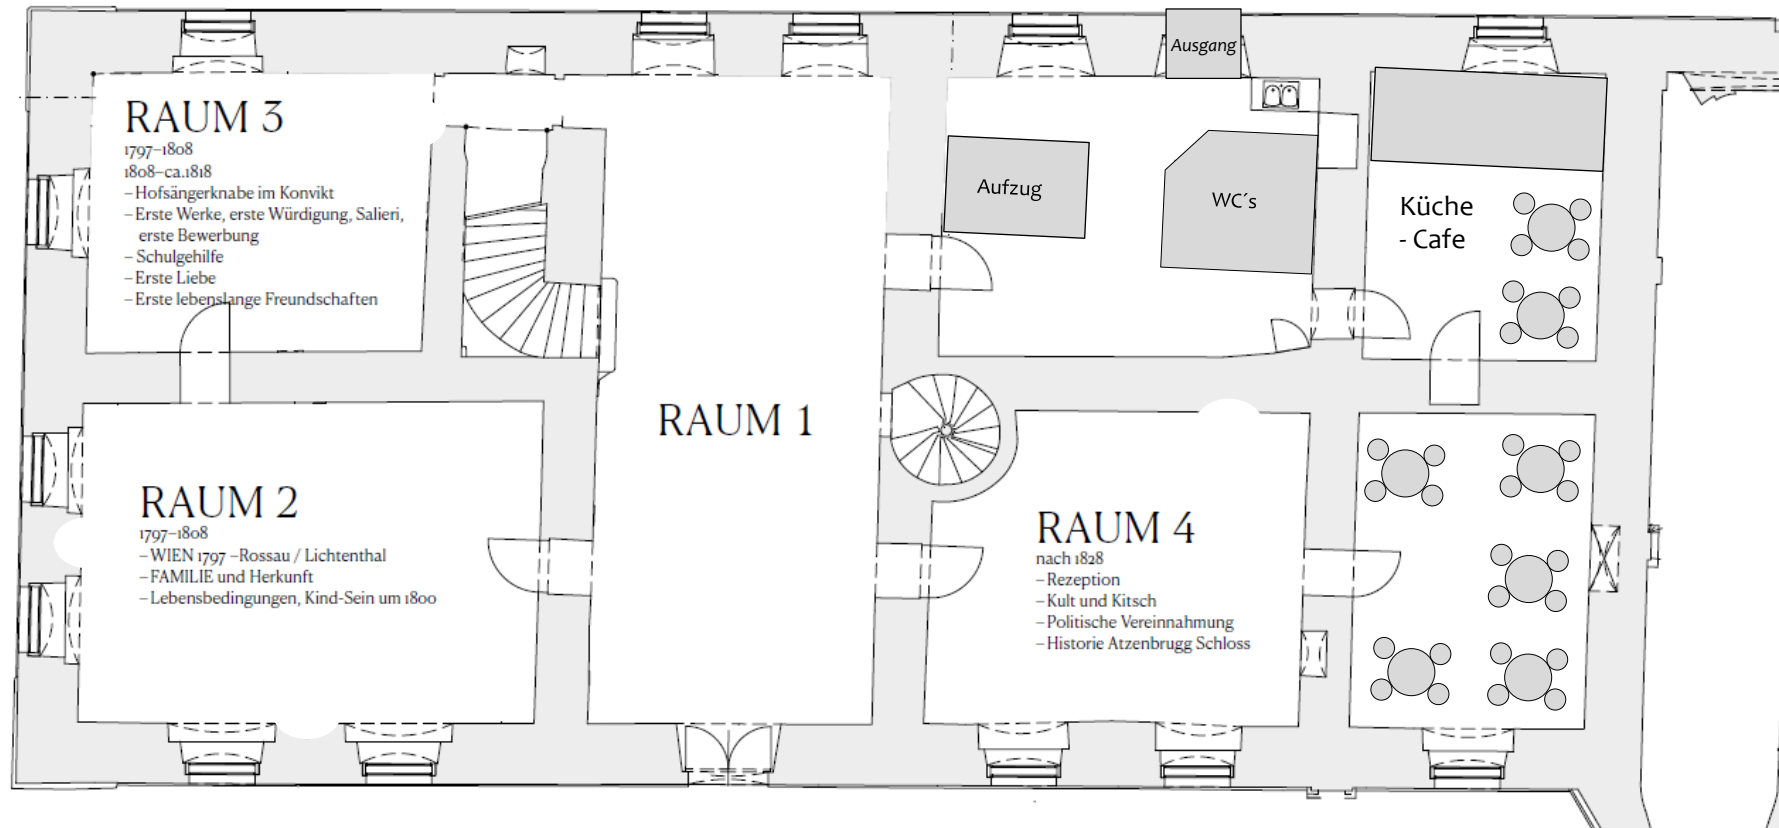 Ausgang
RAUM 3
1797–1808
1808–ca.1818
– Hofsängerknabe im Konvikt
– Erste Werke, erste Würdigung, Salieri,
erste Bewerbung
– Schulgehilfe
– Erste Liebe
– Erste lebenslange Freundschaften
Aufzug
WC´s
Küche
- Cafe
RAUM 1
RAUM 2
1797–1808
– WIEN 1797 – Rossau / Lichtenthal
– FAMILIE und Herkunft
– Lebensbedingungen, Kind-Sein um 1800
RAUM 4
nach 1828
– Rezeption
– Kult und Kitsch
– Politische Vereinnahmung
– Historie Atzenbrugg Schloss